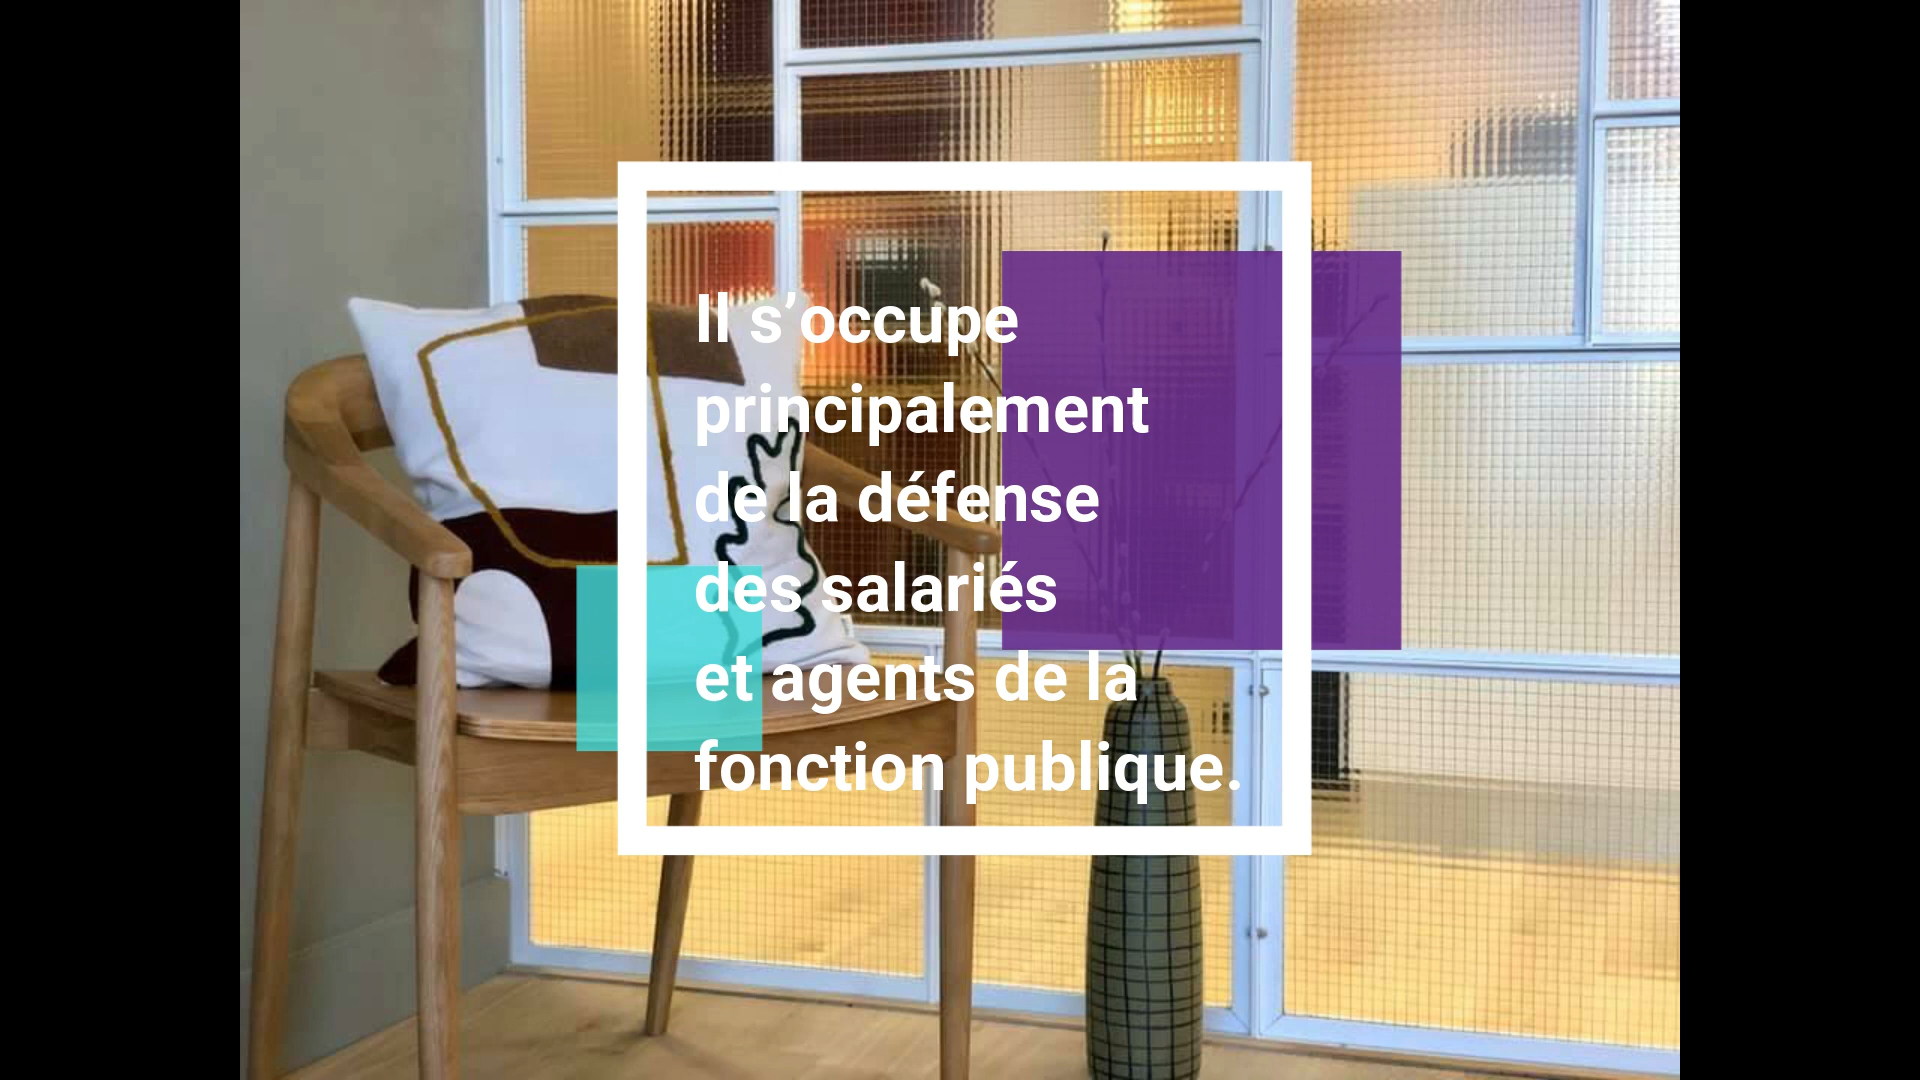 Il s’occupe
principalement
de la défense
des salariés
et agents de la
fonction publique.